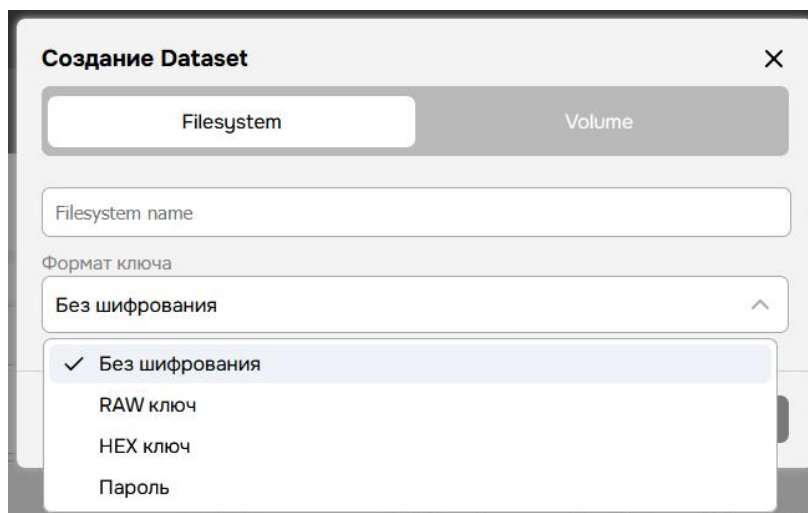 Создание Dataset
Filesystem
Volume
Filesystem name
Формат ключа
Без шифрования
Без шифрования
RAW ключ
HEX ключ
Пароль